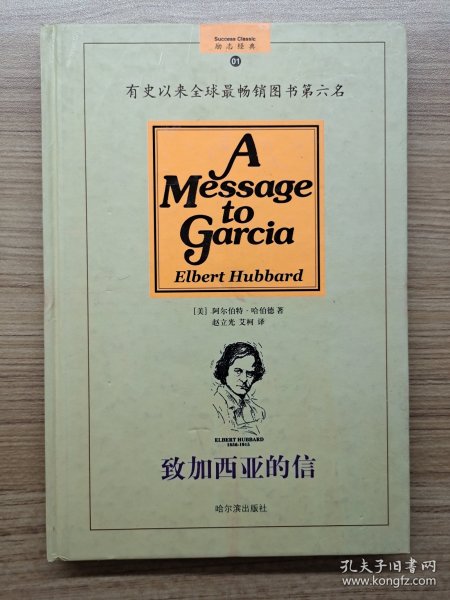 Success Classic
励志经典
01
有史以来全球最畅销图书第六名
A
Message
to
Garcia
Elbert Hubbard
[美] 阿尔伯特·哈伯德 著
赵立光 艾柯 译
ELBERT HUBBARD
1856-1915
致加西亚的信
哈尔滨出版社
孔夫子旧书网
www.kongfz.com